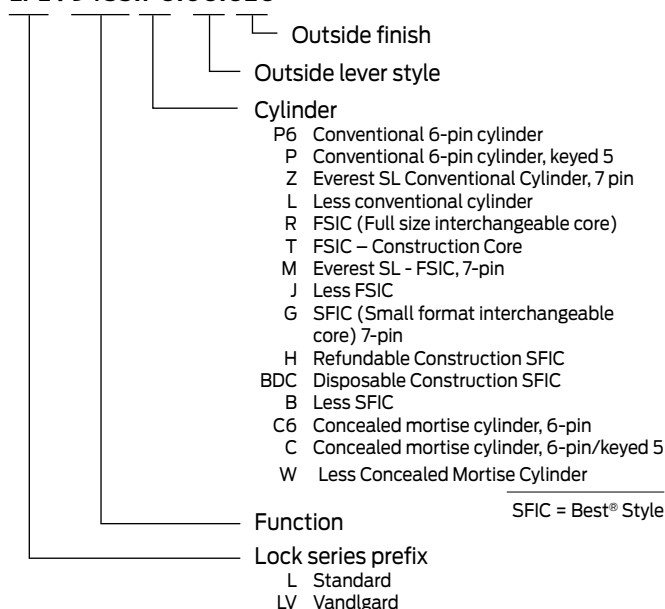 Outside finish
Outside lever style
Cylinder
P6 Conventional 6-pin cylinder
P Conventional 6-pin cylinder, keyed 5
Z Everest SL Conventional Cylinder, 7 pin
L Less conventional cylinder
R FSIC (Full size interchangeable core)
T FSIC – Construction Core
M Everest SL - FSIC, 7-pin
J Less FSIC
G SFIC (Small format interchangeable
core) 7-pin
H Refundable Construction SFIC
BDC Disposable Construction SFIC
B Less SFIC
C6 Concealed mortise cylinder, 6-pin
C Concealed mortise cylinder, 6-pin/keyed 5
W Less Concealed Mortise Cylinder
SFIC = Best® Style
Function
Lock series prefix
L Standard
LV Vandlgard